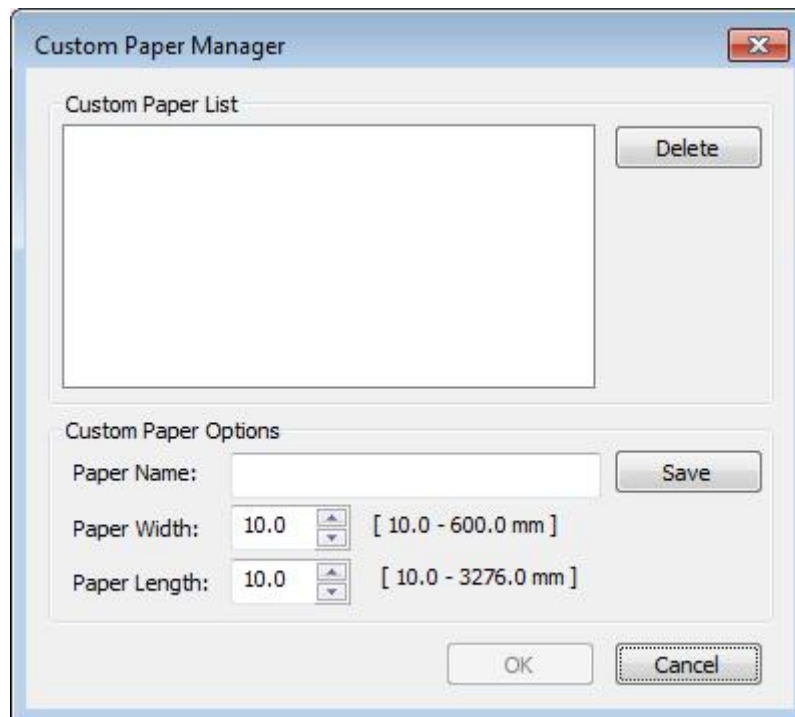 Custom Paper Manager
Custom Paper List
Delete
Custom Paper Options
Paper Name:
Save
Paper Width: 10.0 [ 10.0 - 600.0 mm ]
Paper Length: 10.0 [ 10.0 - 3276.0 mm ]
OK Cancel